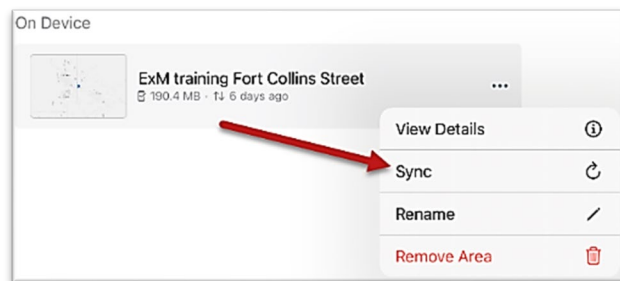 On Device
ExM training Fort Collins Street
190.4 MB · ↑↓ 6 days ago
View Details
Sync
Rename
Remove Area